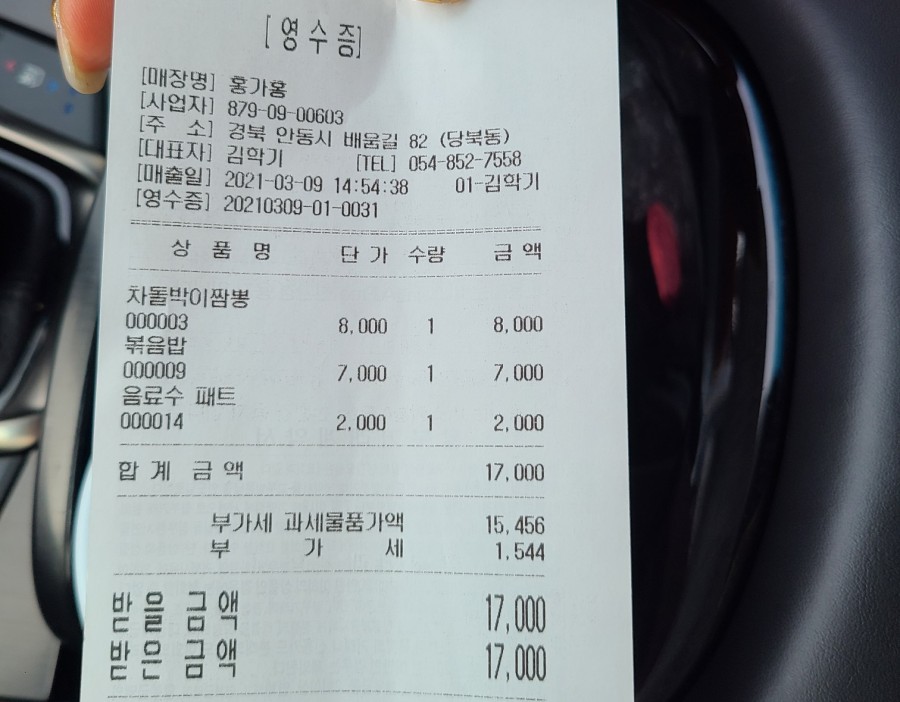 [ 영 수 증]
[매장명] 홍가홍
[사업자] 879-09-00603
[주 소] 경북 안동시 배움길 82 (당북동)
[대표자] 김학기 [TEL] 054-852-7558
[매출일] 2021-03-09 14:54:38 01-김학기
[영수증] 20210309-01-0031
상 품 명 단 가 수량 금 액
차돌박이짬뽕
000003 8,000 1 8,000
볶음밥
000009 7,000 1 7,000
음료수 패트
000014 2,000 1 2,000
합 계 금 액 17,000
부가세 과세물품가액 15,456
부 가 세 1,544
받 을 금 액 17,000
받 은 금 액 17,000